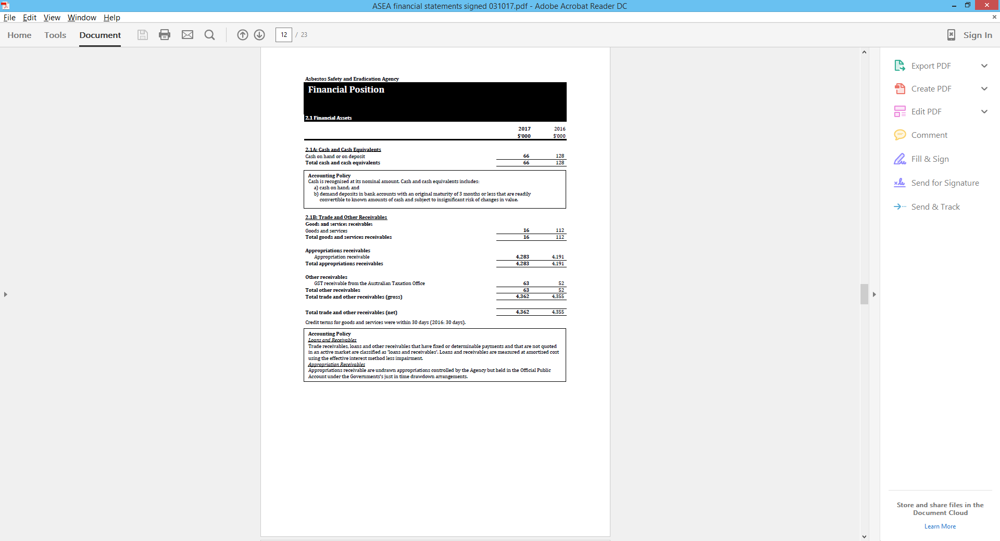 ASEA financial statements signed 031017.pdf - Adobe Acrobat Reader DC
File Edit View Window Help
Home Tools Document 12 / 23 Sign In
Asbestos Safety and Eradication Agency
Financial Position
2.1 Financial Assets
2017 2016
$'000 $'000
2.1A: Cash and Cash Equivalents
Cash on hand or on deposit 66 128
Total cash and cash equivalents 66 128
Accounting Policy
Cash is recognised at its nominal amount. Cash and cash equivalents includes:
a) cash on hand; and
b) demand deposits in bank accounts with an original maturity of 3 months or less that are readily
convertible to known amounts of cash and subject to insignificant risk of changes in value.
2.1B: Trade and Other Receivables
Goods and services receivables
Goods and services 16 112
Total goods and services receivables 16 112
Appropriations receivables
Appropriation receivable 4,283 4,191
Total appropriations receivables 4,283 4,191
Other receivables
GST receivable from the Australian Taxation Office 63 52
Total other receivables 63 52
Total trade and other receivables (gross) 4,362 4,355
Total trade and other receivables (net) 4,362 4,355
Credit terms for goods and services were within 30 days (2016: 30 days).
Accounting Policy
Loans and Receivables
Trade receivables, loans and other receivables that have fixed or determinable payments and that are not quoted
in an active market are classified as 'loans and receivables'. Loans and receivables are measured at amortised cost
using the effective interest method less impairment.
Appropriation Receivables
Appropriations receivable are undrawn appropriations controlled by the Agency but held in the Official Public
Account under the Governments's just in time drawdown arrangements.
Export PDF
Create PDF
Edit PDF
Comment
Fill & Sign
Send for Signature
Send & Track
Store and share files in the
Document Cloud
Learn More